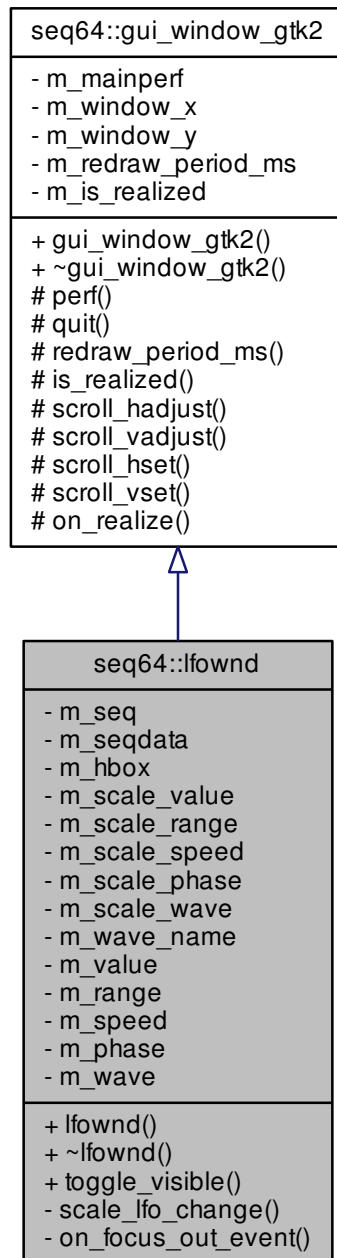 seq64::gui_window_gtk2
- m_mainperf
- m_window_x
- m_window_y
- m_redraw_period_ms
- m_is_realized
+ gui_window_gtk2()
+ ~gui_window_gtk2()
# perf()
# quit()
# redraw_period_ms()
# is_realized()
# scroll_hadjust()
# scroll_vadjust()
# scroll_hset()
# scroll_vset()
# on_realize()
seq64::lfownd
- m_seq
- m_seqdata
- m_hbox
- m_scale_value
- m_scale_range
- m_scale_speed
- m_scale_phase
- m_scale_wave
- m_wave_name
- m_value
- m_range
- m_speed
- m_phase
- m_wave
+ lfownd()
+ ~lfownd()
+ toggle_visible()
- scale_lfo_change()
- on_focus_out_event()